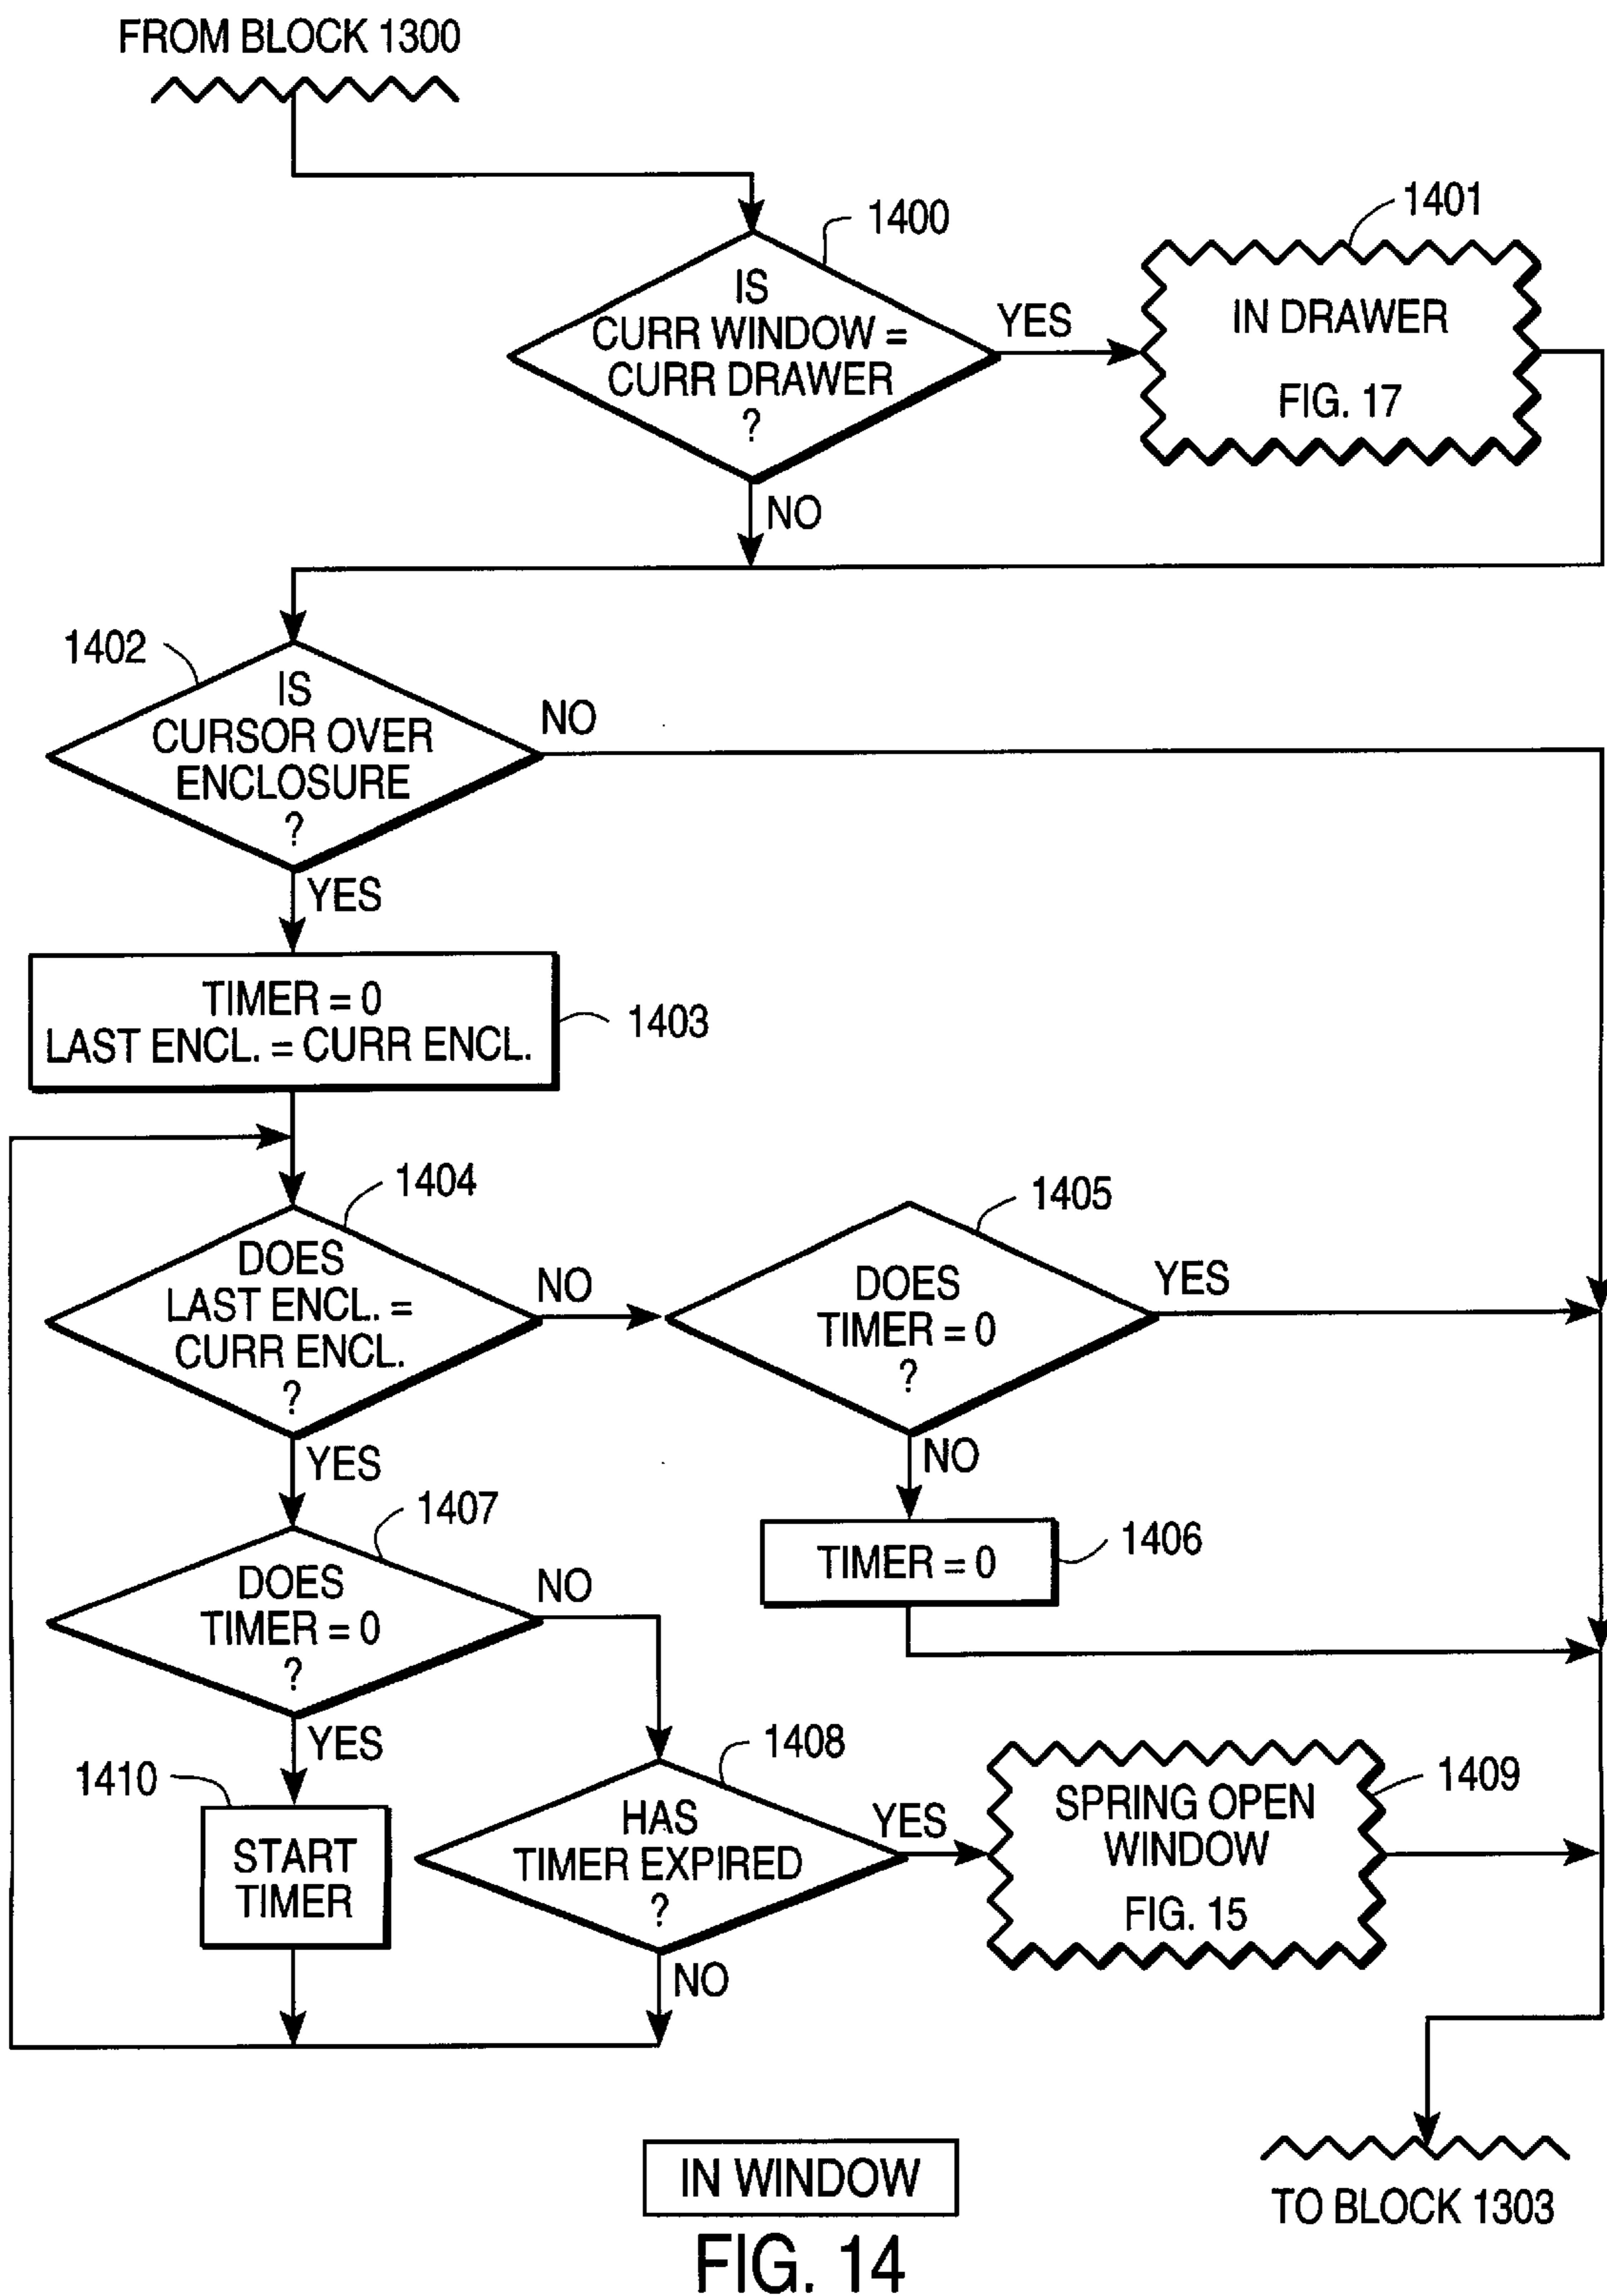 FROM BLOCK 1300
1400
IS
CURR WINDOW =
CURR DRAWER
?
YES
1401
IN DRAWER
FIG. 17
NO
1402
IS
CURSOR OVER
ENCLOSURE
?
NO
YES
TIMER = 0
LAST ENCL. = CURR ENCL.
1403
1404
DOES
LAST ENCL. =
CURR ENCL.
?
NO
1405
DOES
TIMER = 0
?
YES
YES
NO
1407
DOES
TIMER = 0
?
NO
TIMER = 0
1406
YES
1410
START
TIMER
1408
HAS
TIMER EXPIRED
?
YES
SPRING OPEN
WINDOW
FIG. 15
1409
NO
IN WINDOW
TO BLOCK 1303
FIG. 14